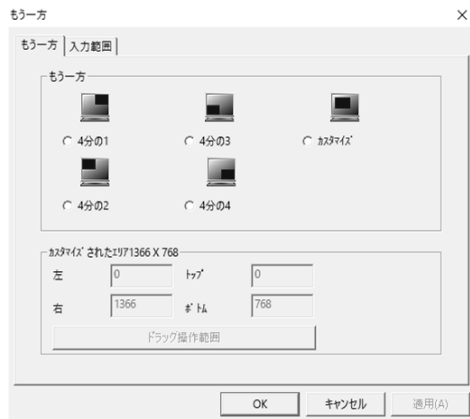 もう一方
もう一方 入力範囲
もう一方
4分の1 4分の3 ｶｽﾀﾏｲｽﾞ
4分の2 4分の4
ｶｽﾀﾏｲｽﾞされたｴﾘｱ1366 X 768
左 0 ﾄｯﾌﾟ 0
右 1366 ﾎﾞﾄﾑ 768
ドラッグ操作範囲
OK キャンセル 適用(A)